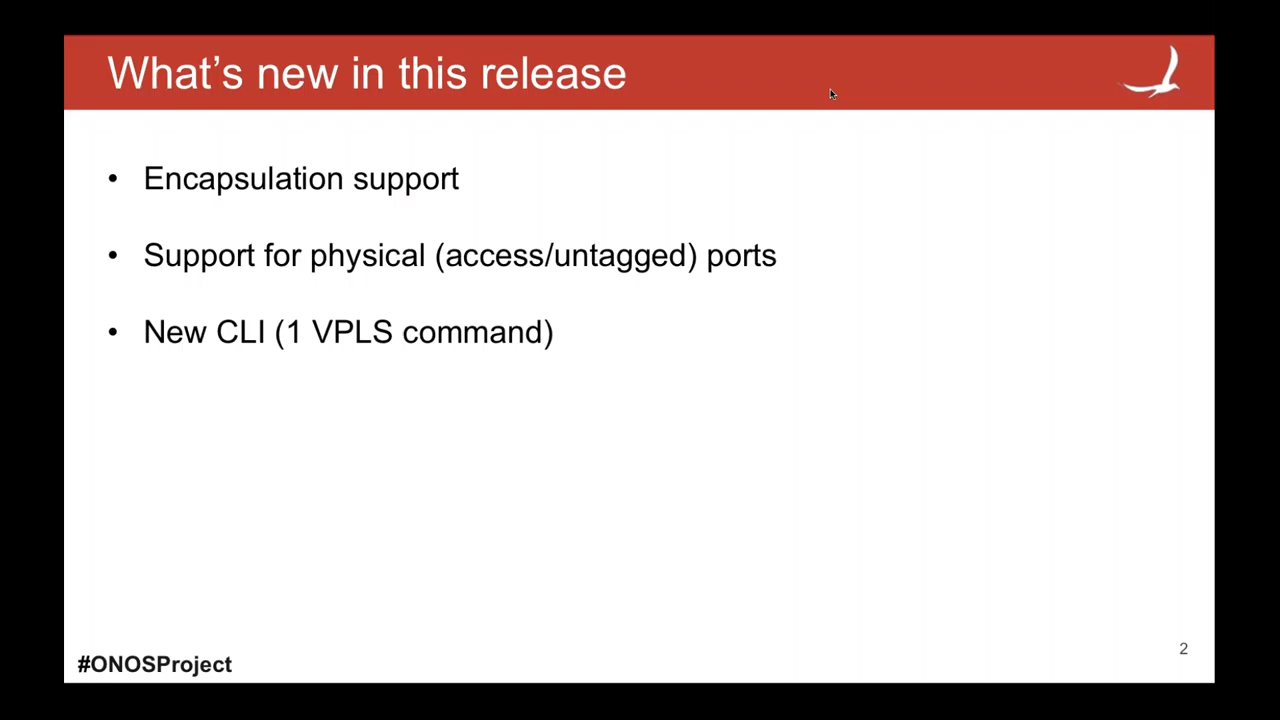 What’s new in this release
• Encapsulation support
• Support for physical (access/untagged) ports
• New CLI (1 VPLS command)
2
#ONOSProject